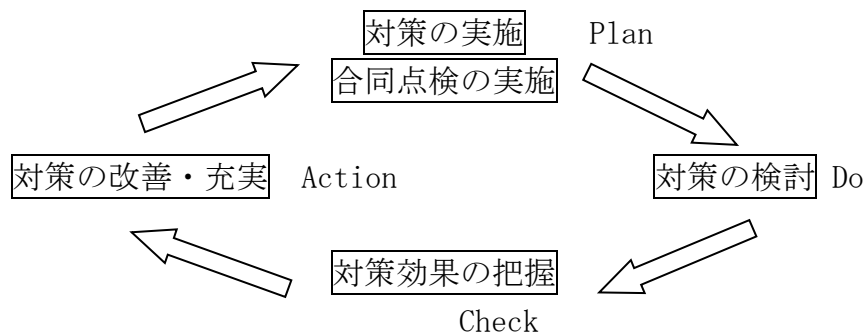 対策の実施 Plan
合同点検の実施
対策の改善・充実 Action
対策の検討 Do
対策効果の把握
Check